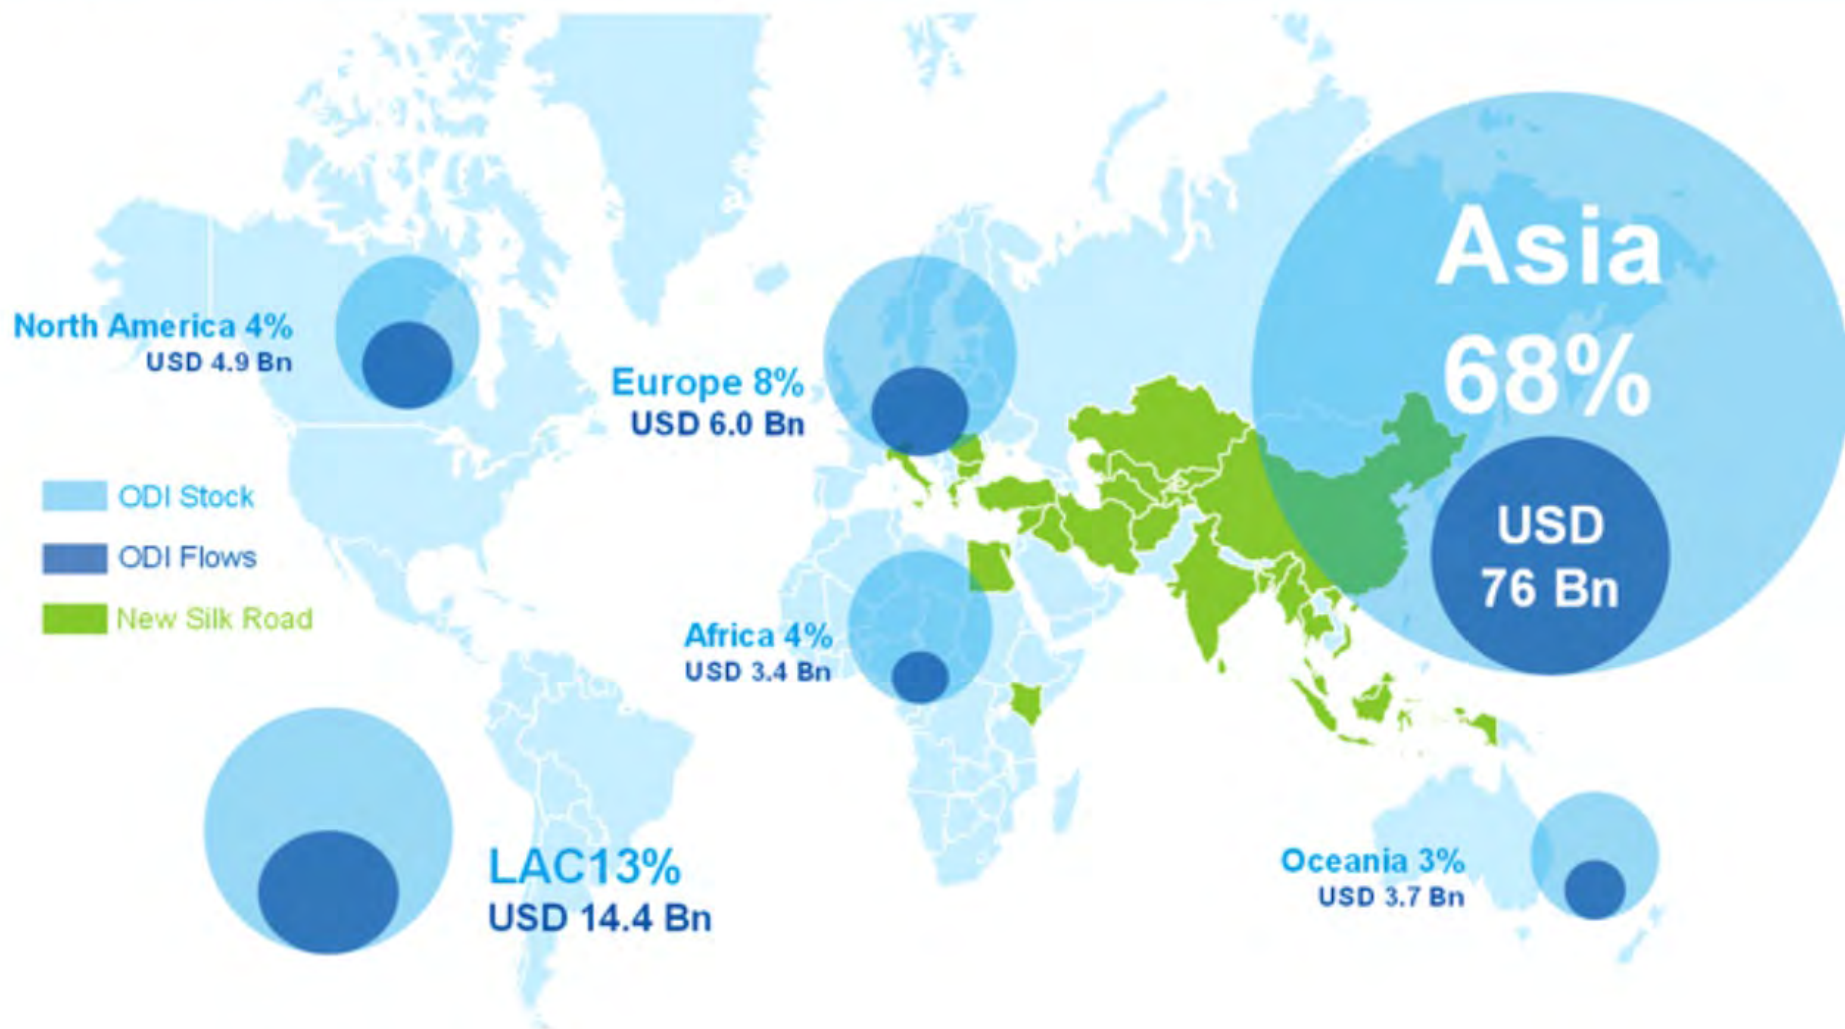 Asia
68%
USD
76 Bn
North America 4%
USD 4.9 Bn
Europe 8%
USD 6.0 Bn
ODI Stock
ODI Flows
New Silk Road
Africa 4%
USD 3.4 Bn
LAC13%
USD 14.4 Bn
Oceania 3%
USD 3.7 Bn